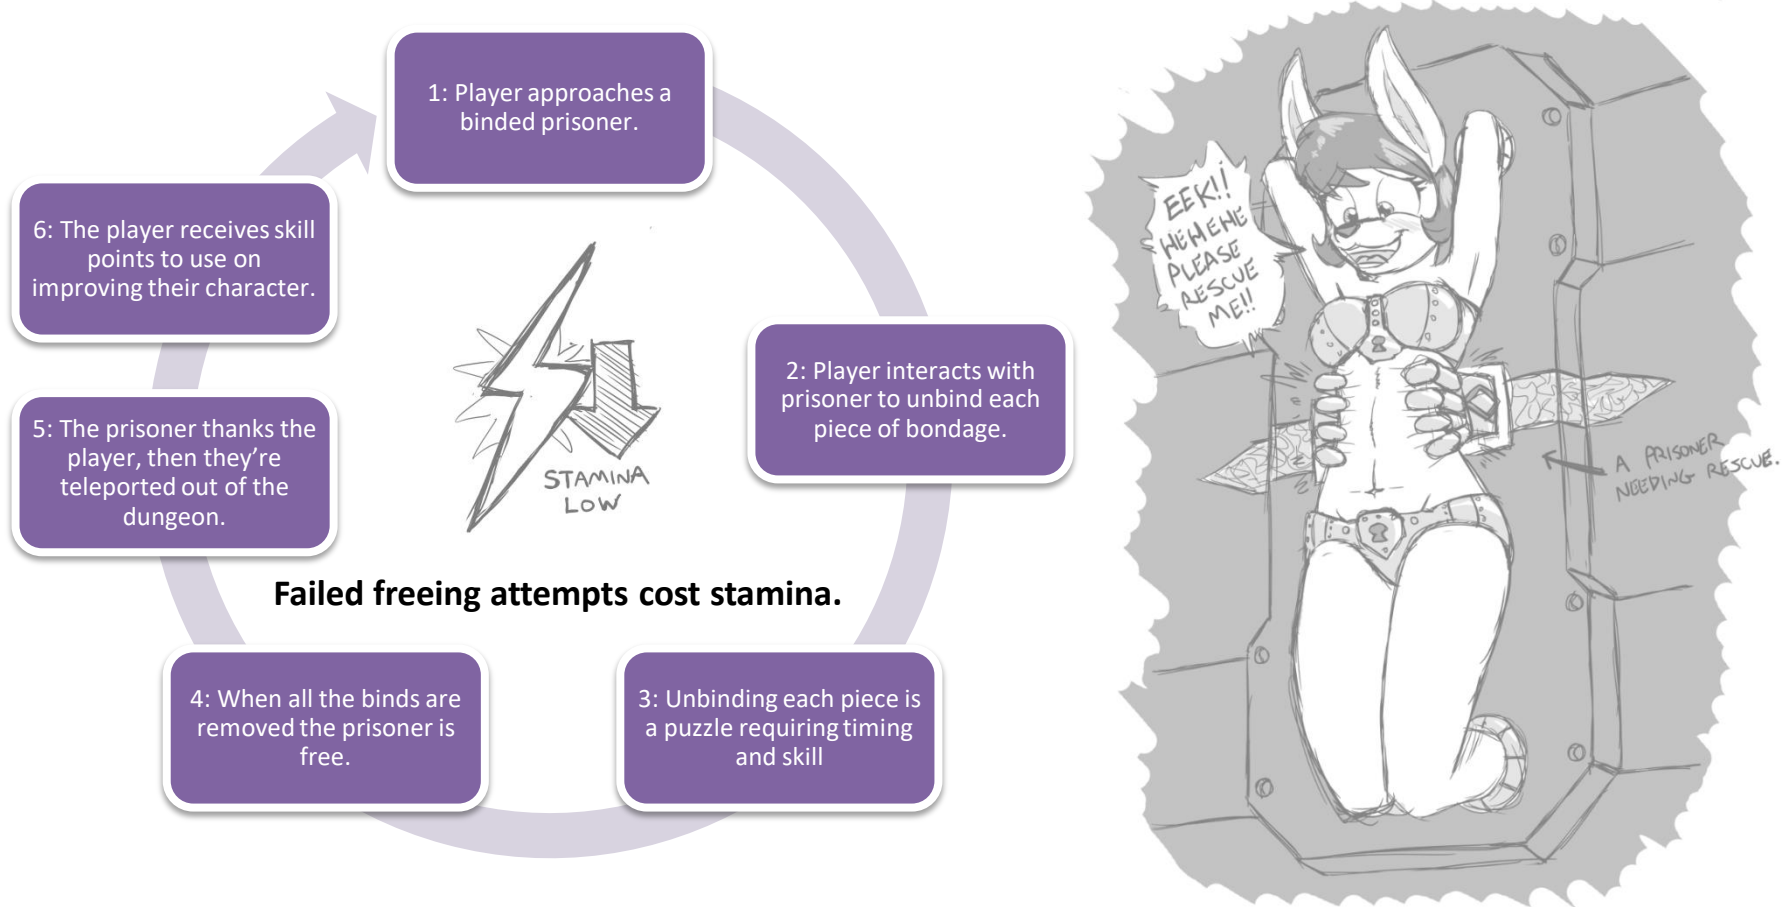 1: Player approaches a
binded prisoner.
2: Player interacts with
prisoner to unbind each
piece of bondage.
3: Unbinding each piece is
a puzzle requiring timing
and skill
4: When all the binds are
removed the prisoner is
free.
5: The prisoner thanks the
player, then they’re
teleported out of the
dungeon.
6: The player receives skill
points to use on
improving their character.
STAMINA
LOW
Failed freeing attempts cost stamina.
EEK!!
HEHEHE
PLEASE
RESCUE
ME!!
A PRISONER
NEEDING RESCUE.